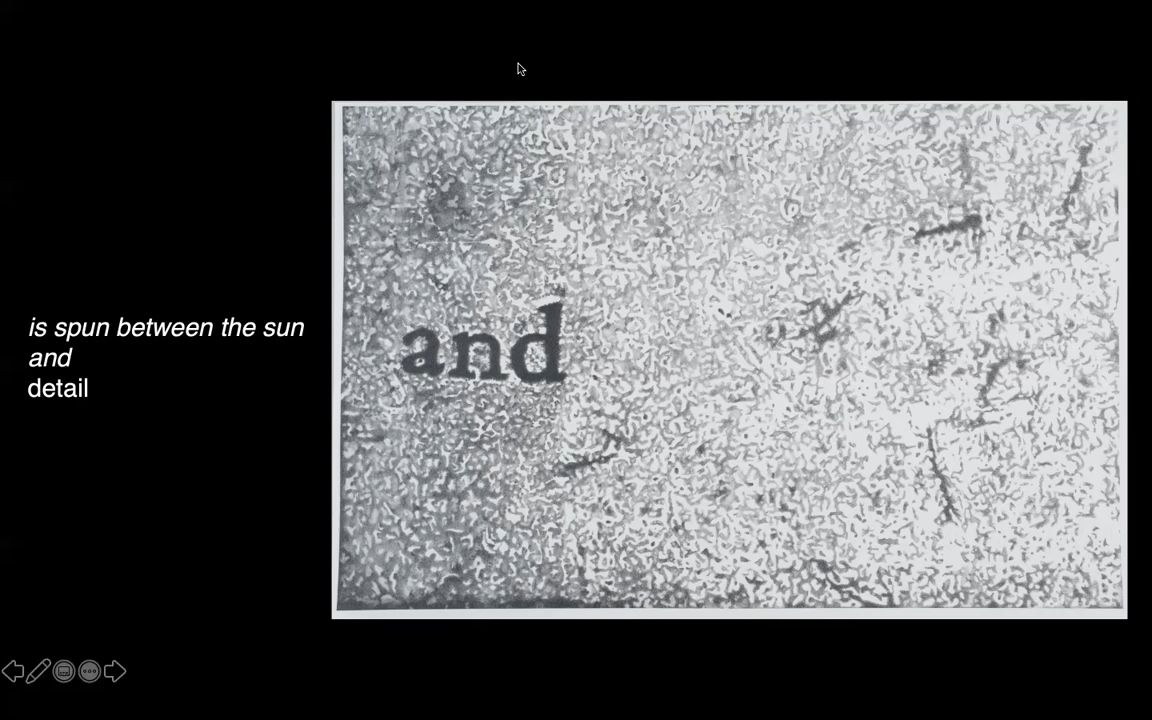 is spun between the sun
and
detail
and